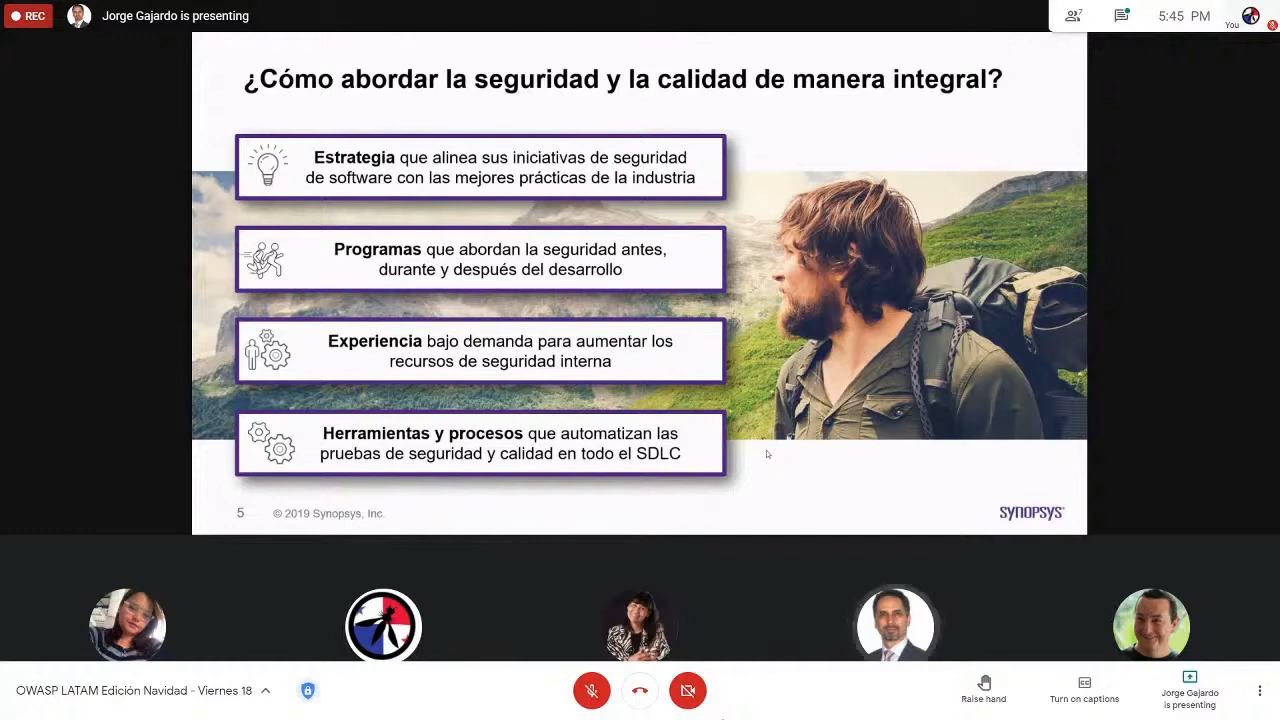 REC
Jorge Gajardo is presenting
7
5:45 PM
You
¿Cómo abordar la seguridad y la calidad de manera integral?
Estrategia que alinea sus iniciativas de seguridad
de software con las mejores prácticas de la industria
Programas que abordan la seguridad antes,
durante y después del desarrollo
Experiencia bajo demanda para aumentar los
recursos de seguridad interna
Herramientas y procesos que automatizan las
pruebas de seguridad y calidad en todo el SDLC
5
© 2019 Synopsys, Inc.
SYNOPSYS
OWASP LATAM Edición Navidad - Viernes 18
Raise hand
Turn on captions
Jorge Gajardo
is presenting